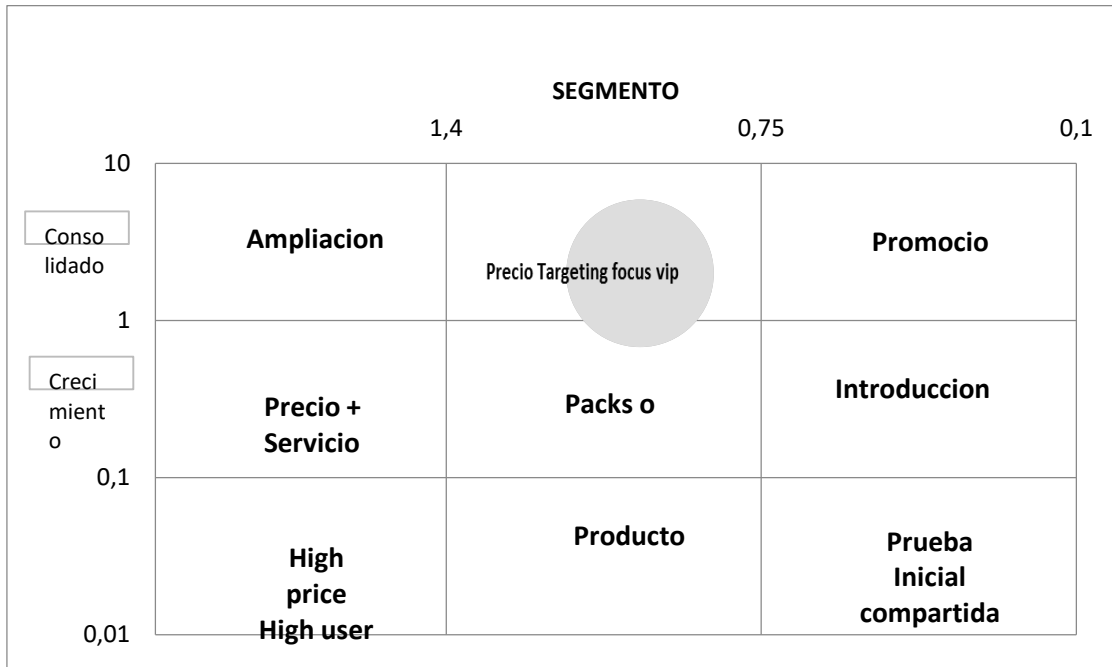 SEGMENTO
1,4
0,75
0,1
10
Conso
lidado
Ampliacion
Precio Targeting focus vip
Promocio
1
Creci
mient
o
Precio +
Servicio
Packs o
Introduccion
0,1
High
price
High user
Producto
Prueba
Inicial
compartida
0,01